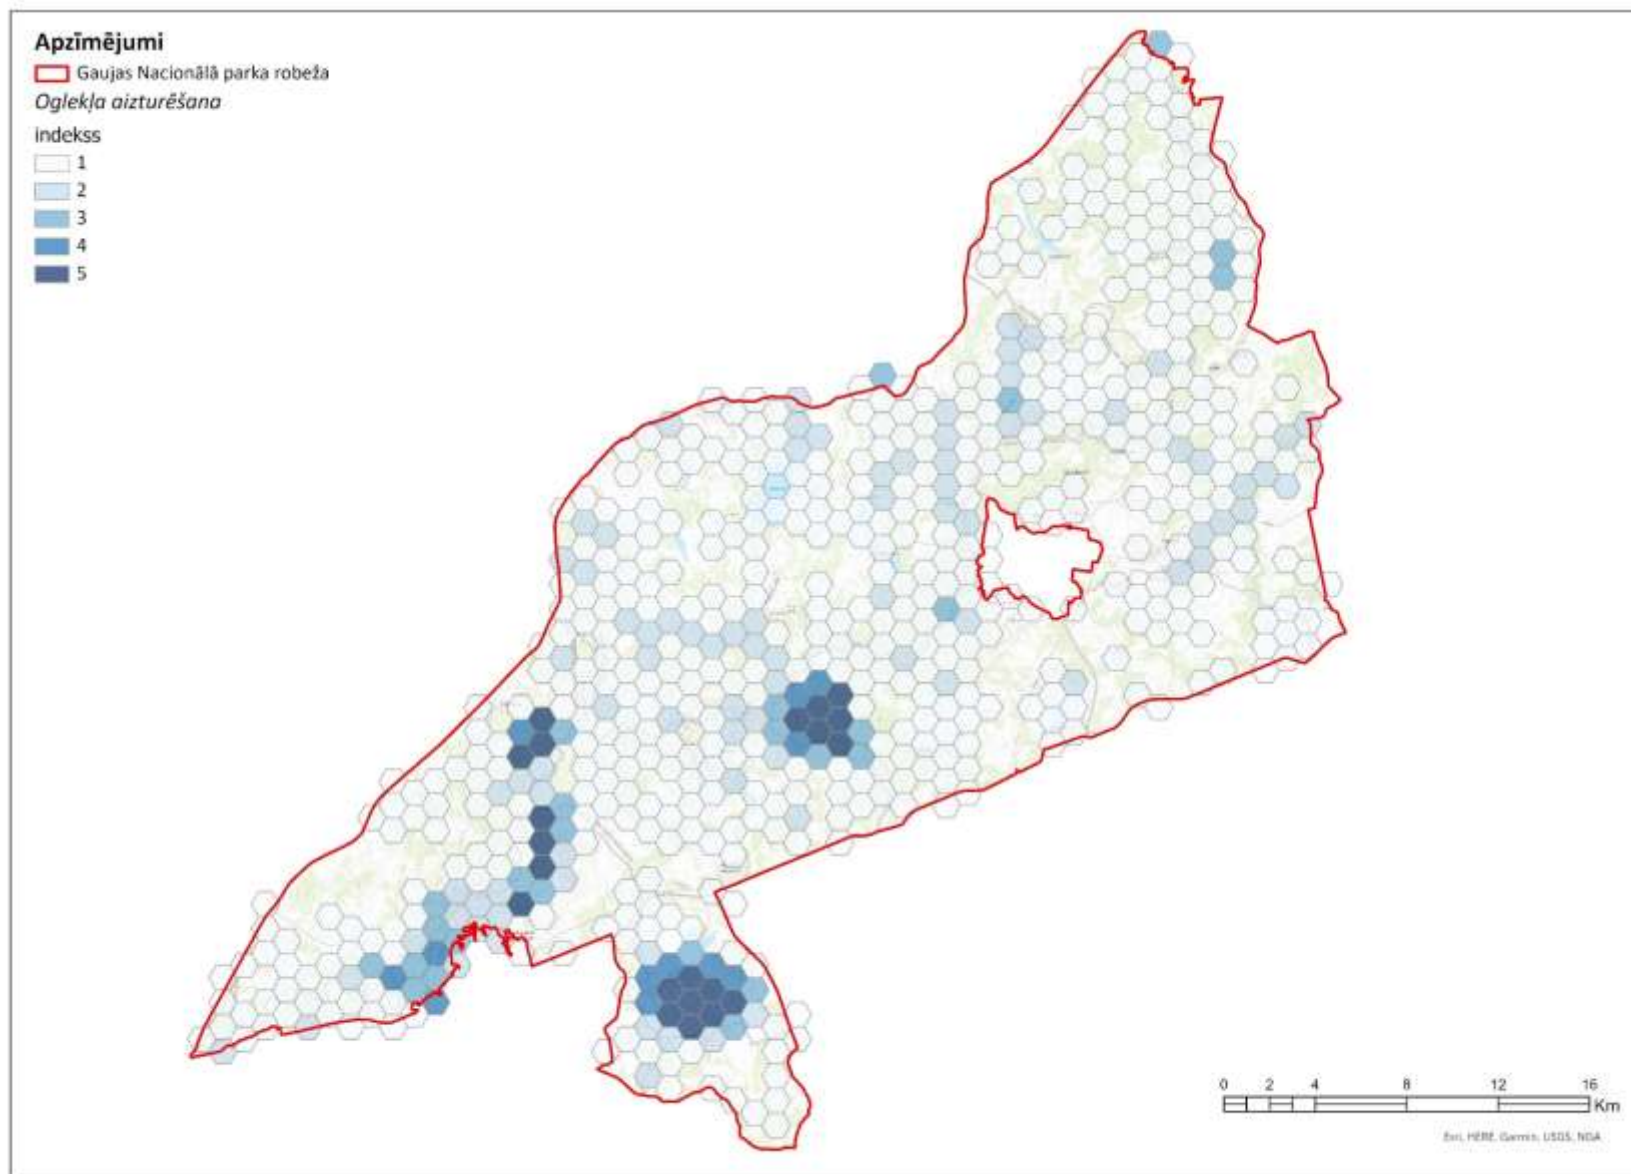 Apzīmējumi
Gaujas Nacionālā parka robeža
Oglekļa aizturēšana
indekss
1
2
3
4
5
0 2 4 8 12 16
Km
Esri, HERE, Garmin, USGS, NGA